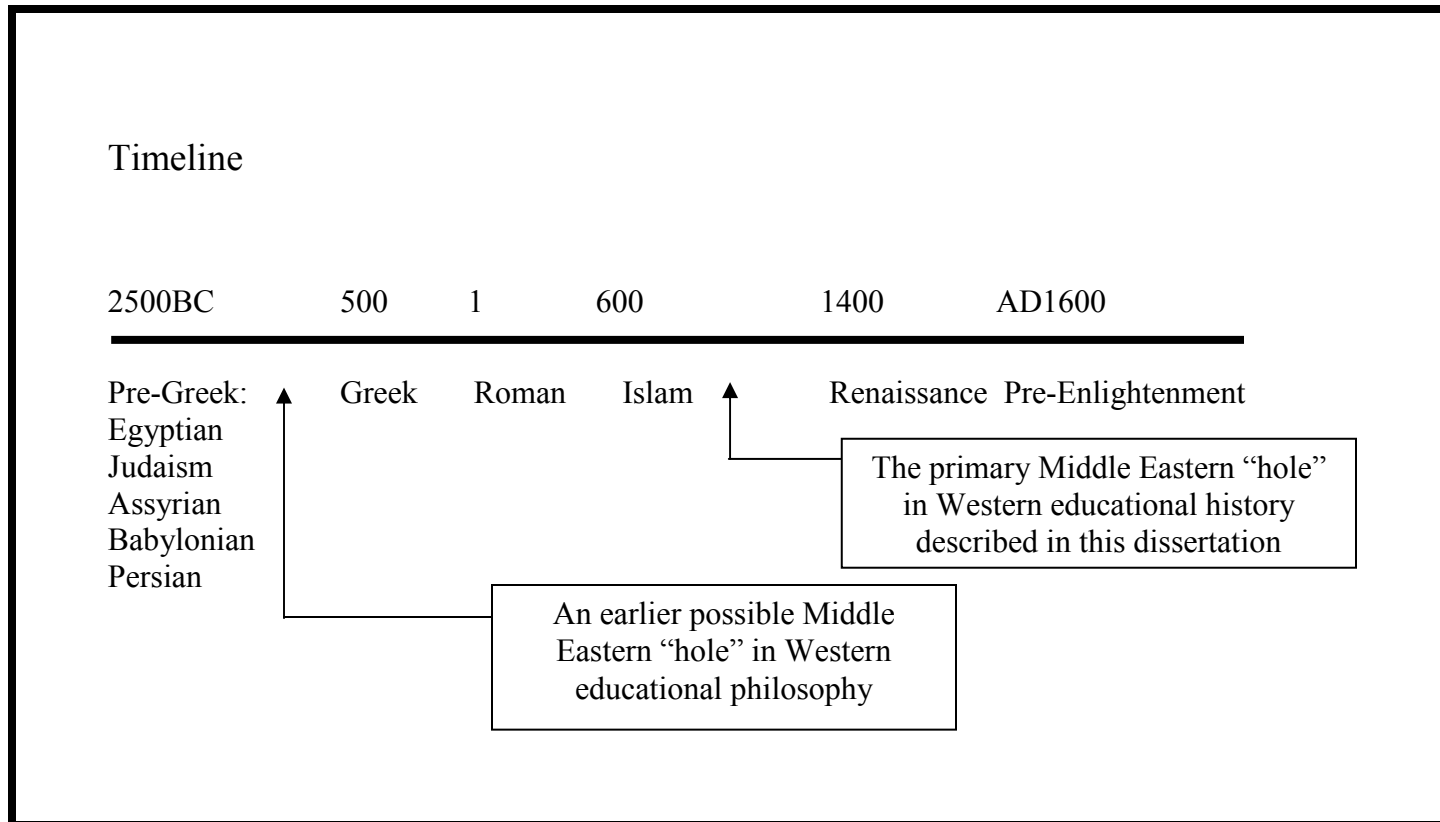 Timeline
2500BC 500 1 600 1400 AD1600
Pre-Greek: Greek Roman Islam Renaissance Pre-Enlightenment
Egyptian
Judaism
Assyrian
Babylonian
Persian
The primary Middle Eastern “hole”
in Western educational history
described in this dissertation
An earlier possible Middle
Eastern “hole” in Western
educational philosophy